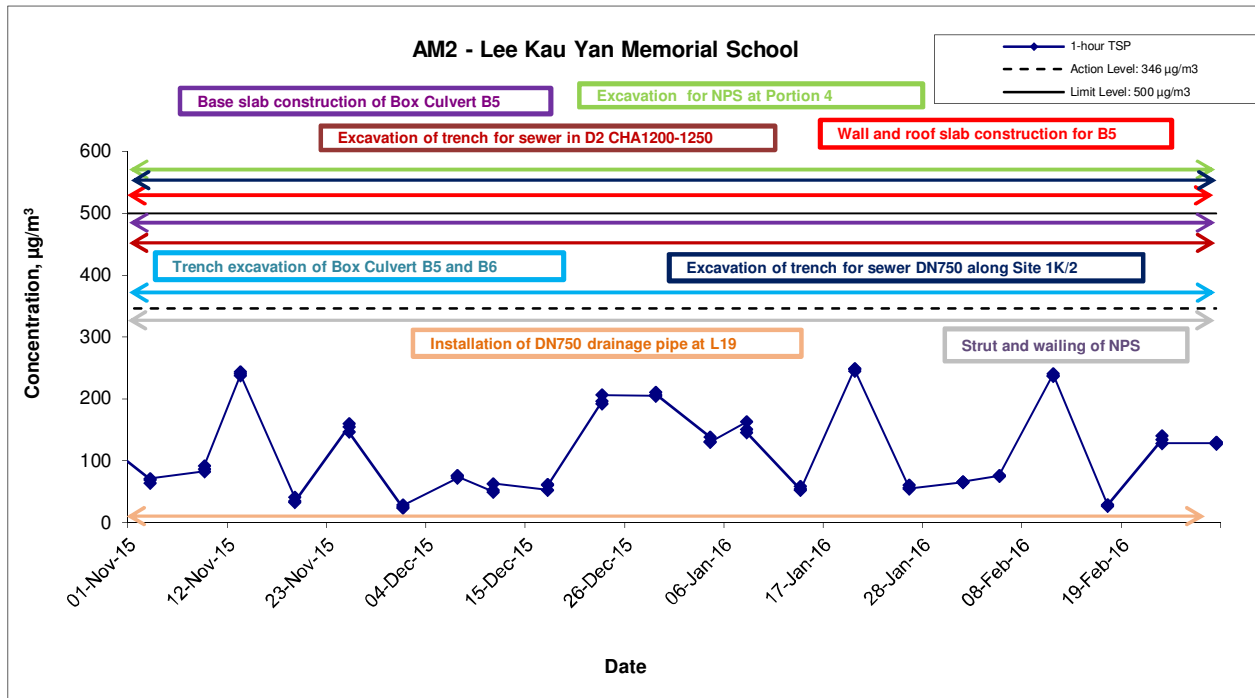 AM2 - Lee Kau Yan Memorial School
1-hour TSP
Action Level: 346 µg/m3
Limit Level: 500 µg/m3
Base slab construction of Box Culvert B5
Excavation for NPS at Portion 4
Excavation of trench for sewer in D2 CHA1200-1250
Wall and roof slab construction for B5
Trench excavation of Box Culvert B5 and B6
Excavation of trench for sewer DN750 along Site 1K/2
Installation of DN750 drainage pipe at L19
Strut and wailing of NPS
Concentration, µg/m³
600
500
400
300
200
100
0
01-Nov-15
12-Nov-15
23-Nov-15
04-Dec-15
15-Dec-15
26-Dec-15
06-Jan-16
17-Jan-16
28-Jan-16
08-Feb-16
19-Feb-16
Date